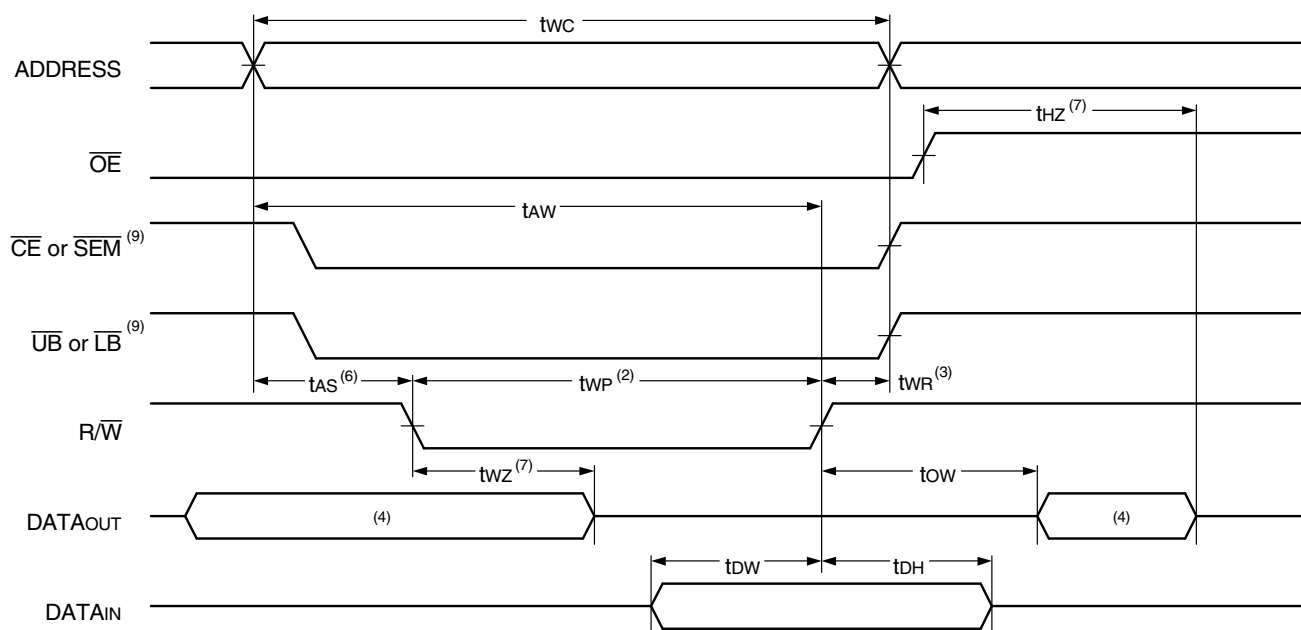 tWC
ADDRESS
tHZ (7)
OE
tAW
CE or SEM (9)
UB or LB (9)
tAS (6)
tWP (2)
tWR (3)
R/W
tWZ (7)
tOW
DATAOUT
(4)
(4)
tDW
tDH
DATAIN